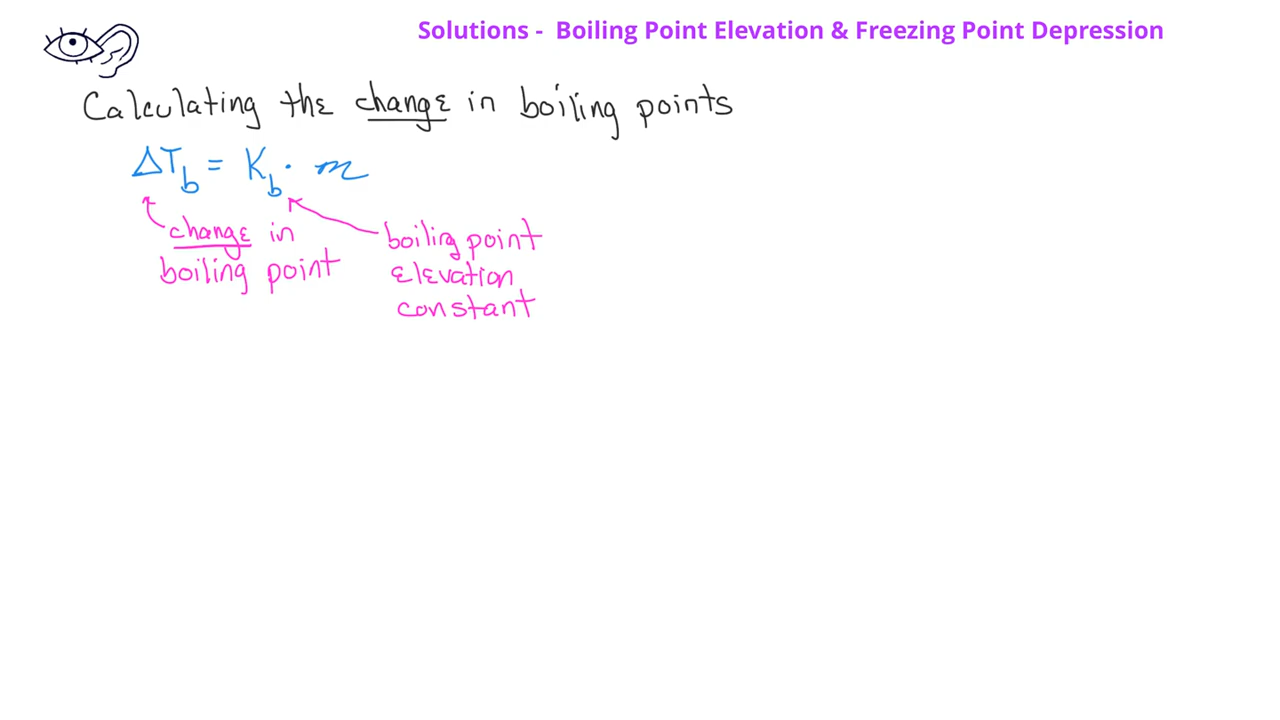 Solutions - Boiling Point Elevation & Freezing Point Depression
Calculating the change in boiling points
ΔTb = Kb · m
change in
boiling point
boiling point
elevation
constant